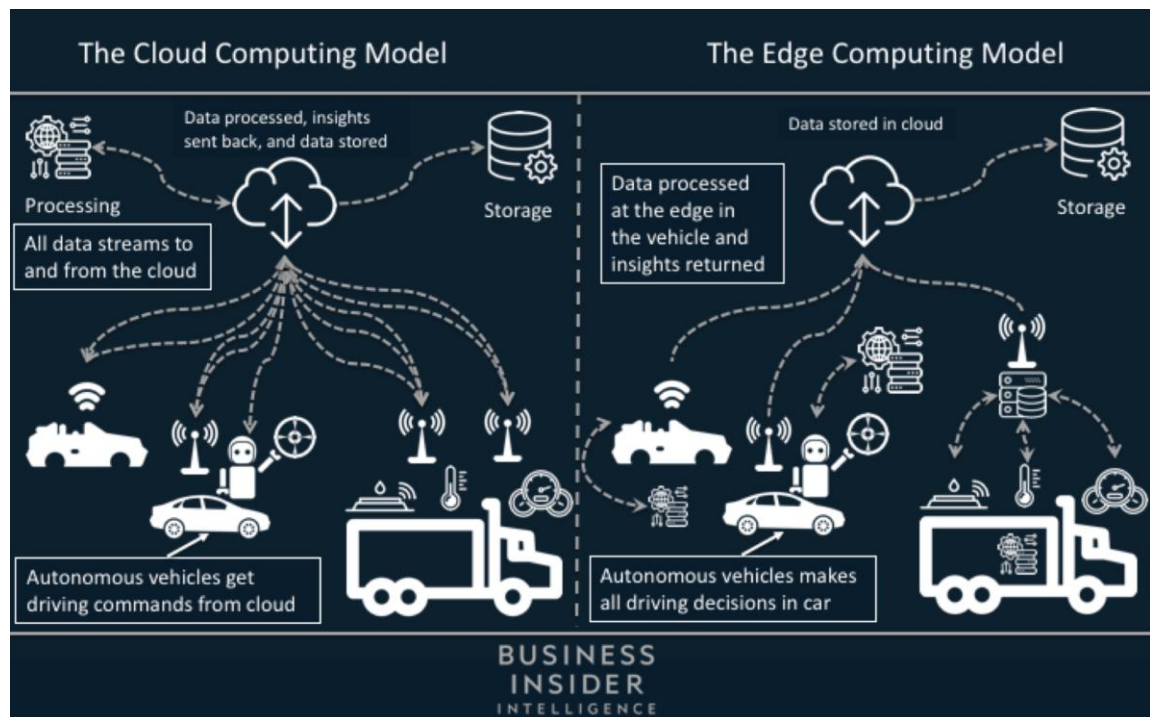 The Cloud Computing Model
Data processed, insights
sent back, and data stored
Processing
Storage
All data streams to
and from the cloud
Autonomous vehicles get
driving commands from cloud
The Edge Computing Model
Data stored in cloud
Data processed
at the edge in
the vehicle and
insights returned
Storage
Autonomous vehicles makes
all driving decisions in car
BUSINESS
INSIDER
INTELLIGENCE